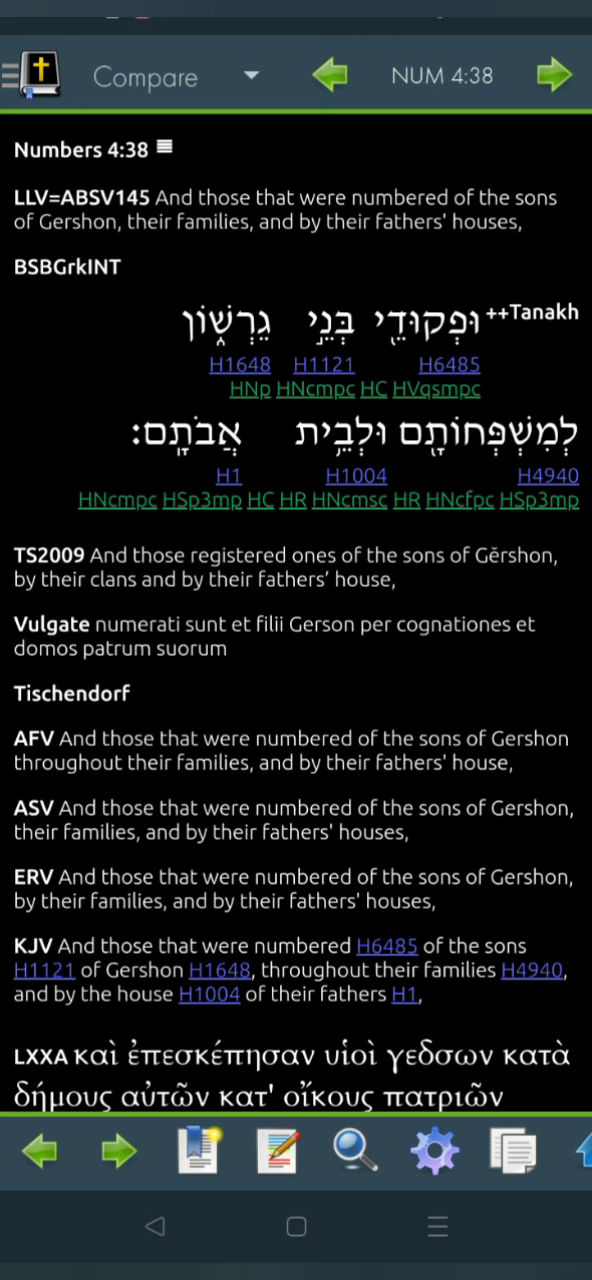 Compare
NUM 4:38
Numbers 4:38
LLV=ABSV145 And those that were numbered of the sons
of Gershon, their families, and by their fathers' houses,
BSBGrkINT
++Tanakh וּפְקוּדֵ֖י בְּנֵ֣י גֵרְשׁ֑וֹן
H1648 H1121 H6485
HNp HNcmpc HC HVqsmpc
לְמִשְׁפְּחוֹתָ֖ם וּלְבֵ֥ית אֲבֹתָֽם׃
H1 H1004 H4940
HNcmpc HSp3mp HC HR HNcmsc HR HNcfpc HSp3mp
TS2009 And those registered ones of the sons of Gĕrshon,
by their clans and by their fathers’ house,
Vulgate numerati sunt et filii Gerson per cognationes et
domos patrum suorum
Tischendorf
AFV And those that were numbered of the sons of Gershon
throughout their families, and by their fathers' house,
ASV And those that were numbered of the sons of Gershon,
their families, and by their fathers' houses,
ERV And those that were numbered of the sons of Gershon,
by their families, and by their fathers' houses,
KJV And those that were numbered H6485 of the sons
H1121 of Gershon H1648, throughout their families H4940,
and by the house H1004 of their fathers H1,
LXXA καὶ ἐπεσκέπησαν υἱοὶ γεδσων κατὰ
δήμους αὐτῶν κατ' οἴκους πατριῶν